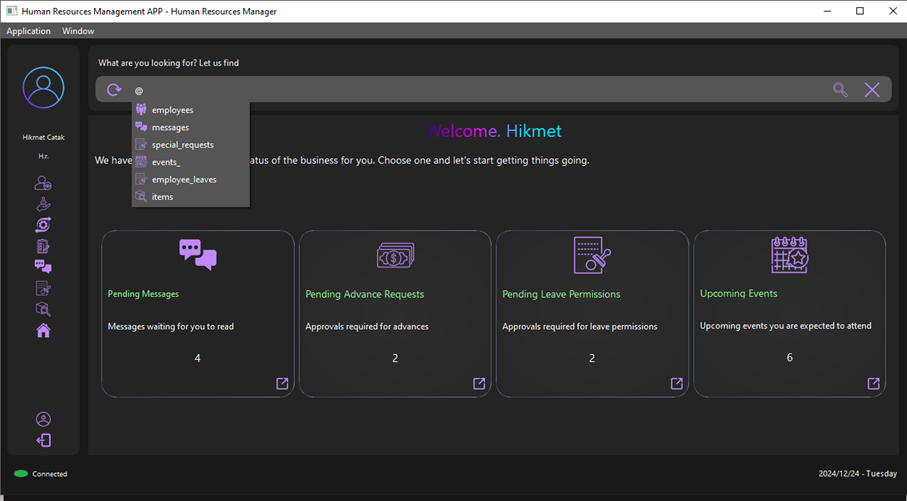 Human Resources Management APP - Human Resources Manager
Application Window
What are you looking for? Let us find
@
employees
messages
special_requests
events_
employee_leaves
items
Hikmet Catak
H.r.
Welcome. Hikmet
We have atus of the business for you. Choose one and let's start getting things going.
Pending Messages
Messages waiting for you to read
4
Pending Advance Requests
Approvals required for advances
2
Pending Leave Permissions
Approvals required for leave permissions
2
Upcoming Events
Upcoming events you are expected to attend
6
Connected
2024/12/24 - Tuesday